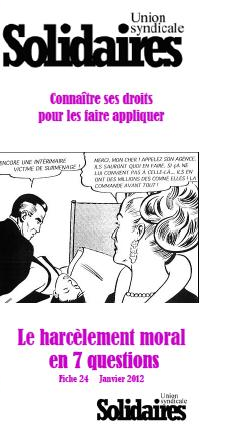 Union
syndicale
Solidaires
Connaître ses droits
pour les faire appliquer
ENCORE UNE INTÉRIMAIRE
VICTIME DE SURMENAGE !
MERCI, MON CHER ! APPELEZ SON AGENCE.
ILS SAURONT QUOI EN FAIRE. SI ÇA NE
LUI CONVIENT PAS À CELLE-LÀ... ILS EN
ONT DES MILLIONS DES COMME ELLES ! LA
COMMANDE AVANT TOUT !
Le harcèlement moral
en 7 questions
Fiche 24 Janvier 2012
Union
syndicale
Solidaires